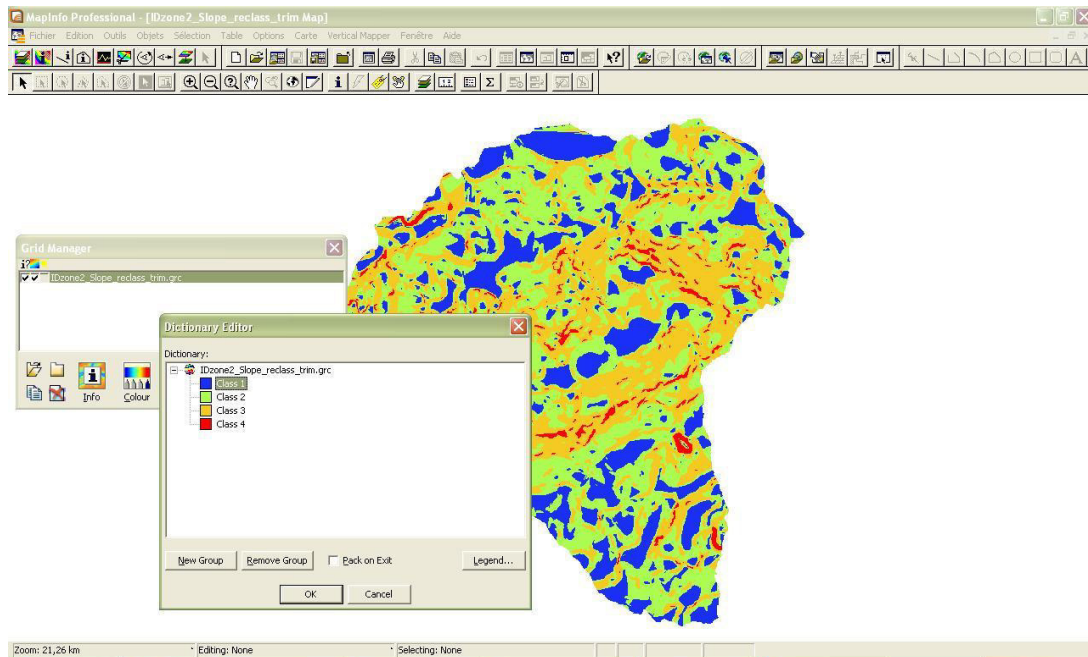 MapInfo Professional - [IDzone2_Slope_reclass_trim Map]
Fichier Edition Outils Objets Sélection Table Options Carte Vertical Mapper Fenêtre Aide
Grid Manager
IDzone2_Slope_reclass_trim.grc
Info Colour
Dictionary Editor
Dictionary:
IDzone2_Slope_reclass_trim.grc
Class 1
Class 2
Class 3
Class 4
New Group Remove Group Pack on Exit Legend...
OK Cancel
Zoom: 21,26 km Editing: None Selecting: None